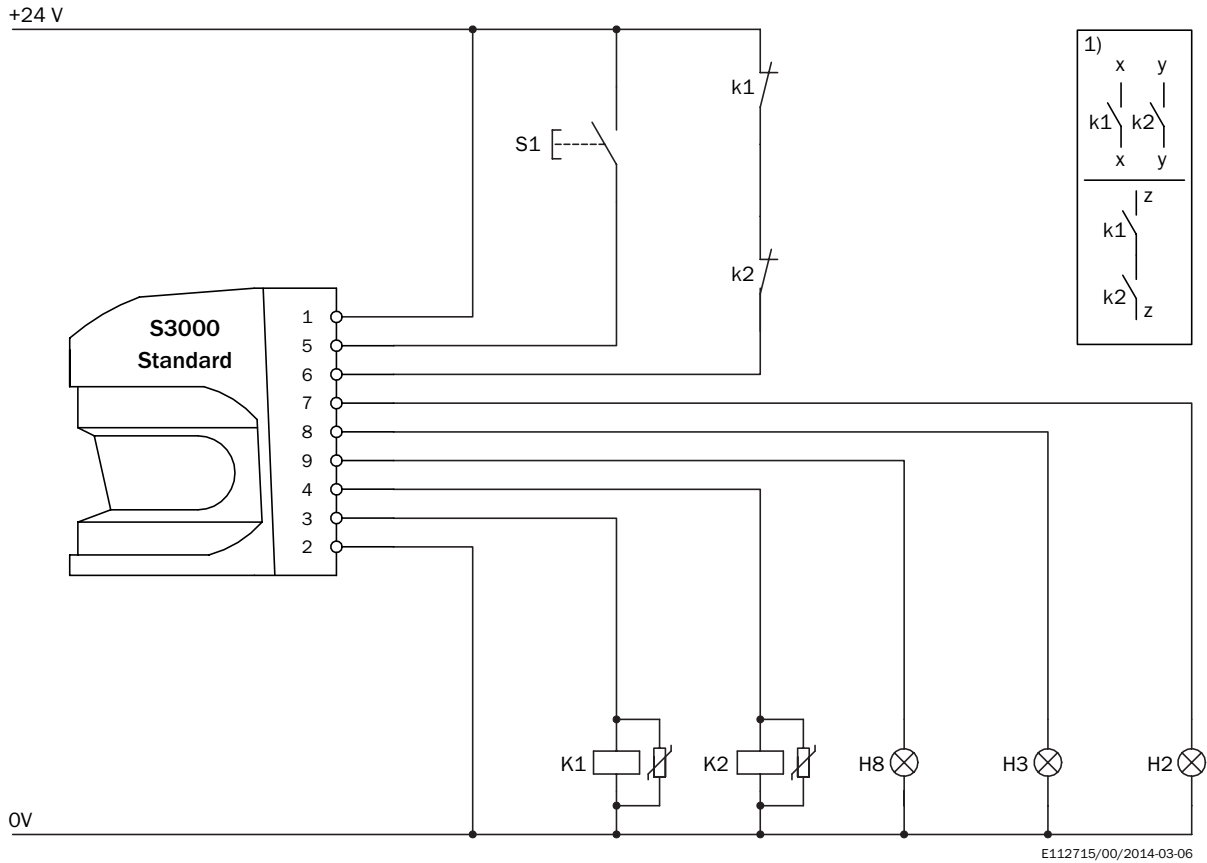 +24 V
1)
x y
k1 k2
x y
z
k1
k2
z
k1
S1
k2
S3000
Standard
1
5
6
7
8
9
4
3
2
K1 K2 H8 H3 H2
0V
E112715/00/2014-03-06